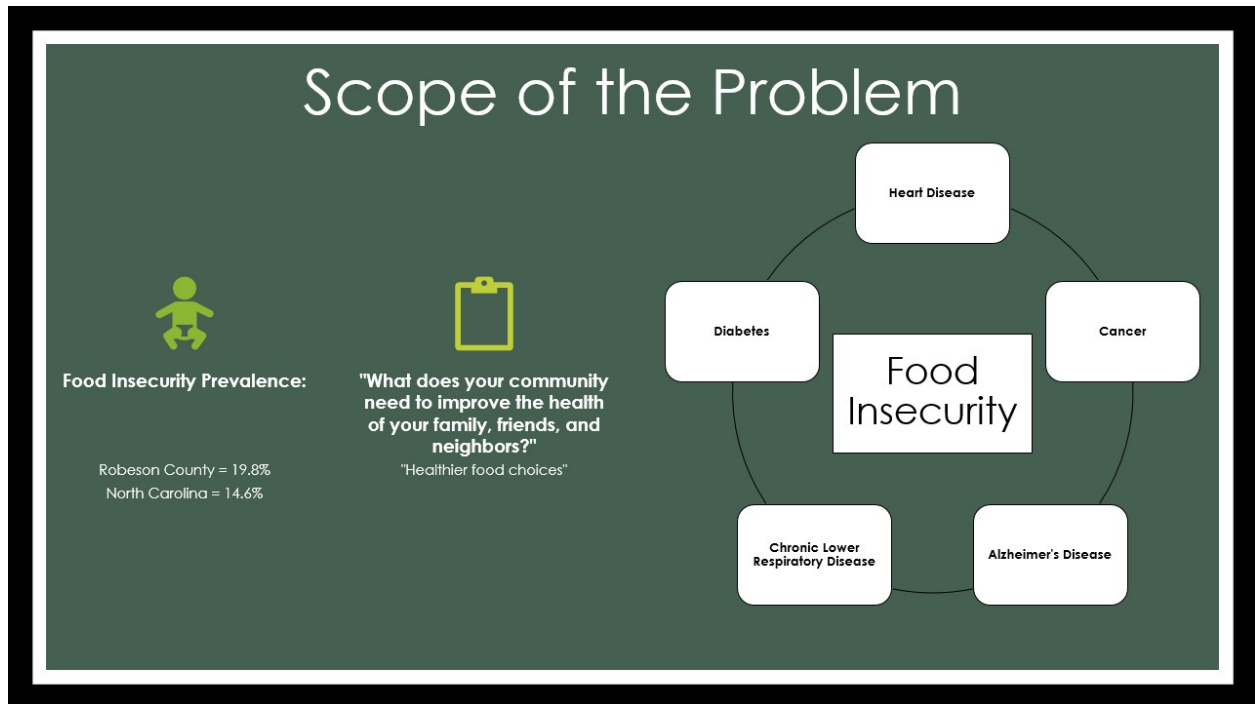 Scope of the Problem
Food Insecurity Prevalence:
Robeson County = 19.8%
North Carolina = 14.6%
"What does your community
need to improve the health
of your family, friends, and
neighbors?"
"Healthier food choices"
Heart Disease
Diabetes
Cancer
Food
Insecurity
Chronic Lower
Respiratory Disease
Alzheimer's Disease